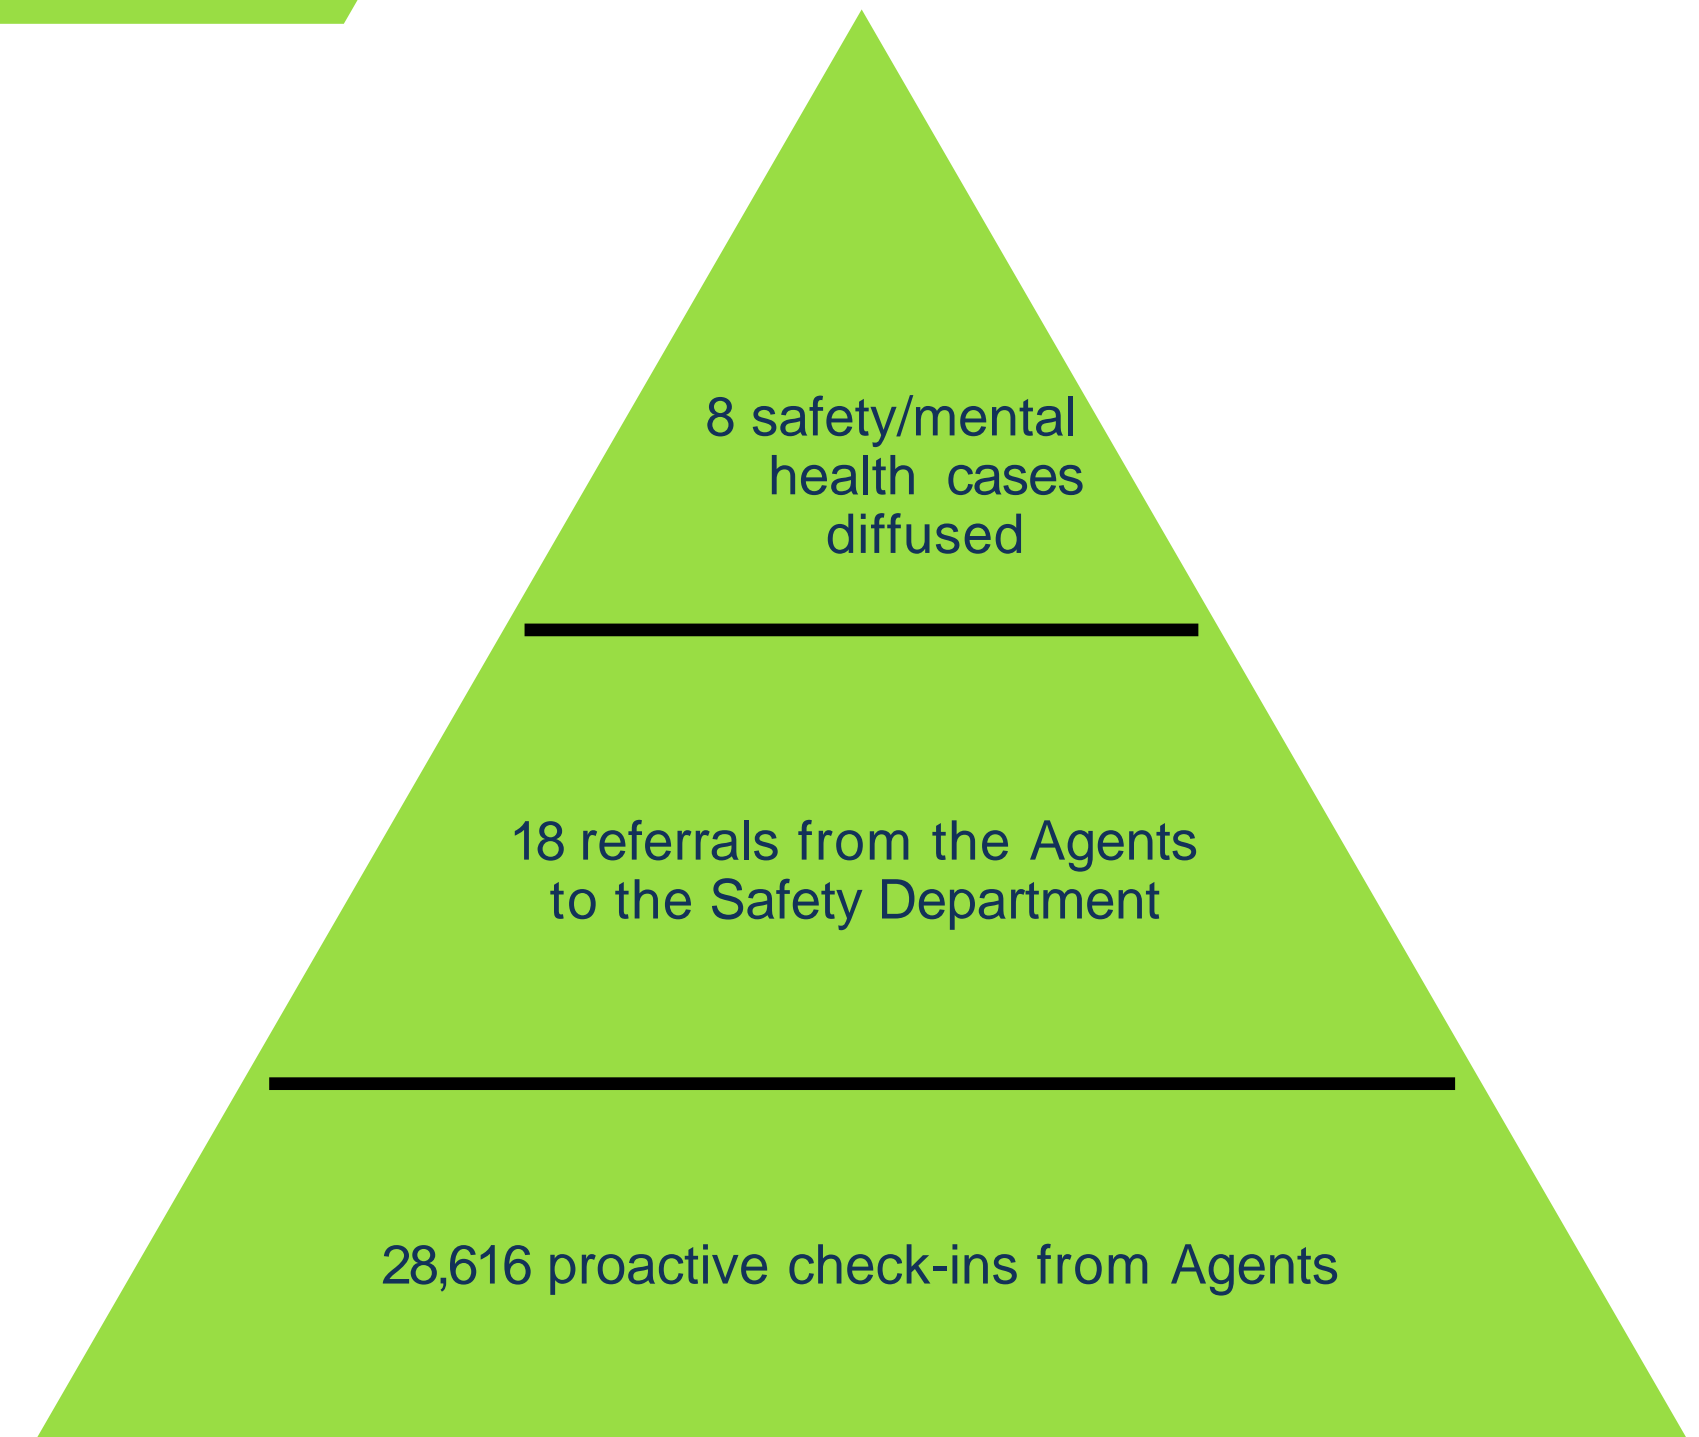 8 safety/mental
health cases
diffused
18 referrals from the Agents
to the Safety Department
28,616 proactive check-ins from Agents